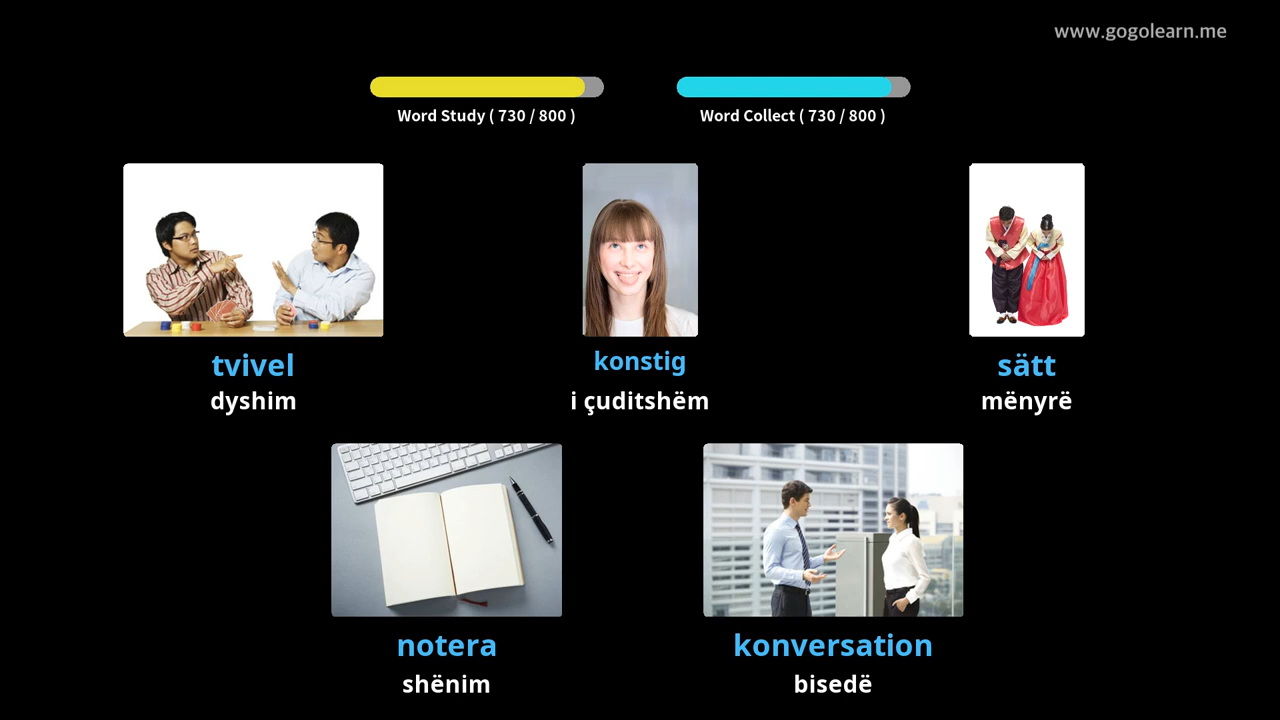 www.gogolearn.me
Word Study ( 730 / 800 )
Word Collect ( 730 / 800 )
tvivel
dyshim
konstig
i çuditshëm
sätt
mënyrë
notera
shënim
konversation
bisedë